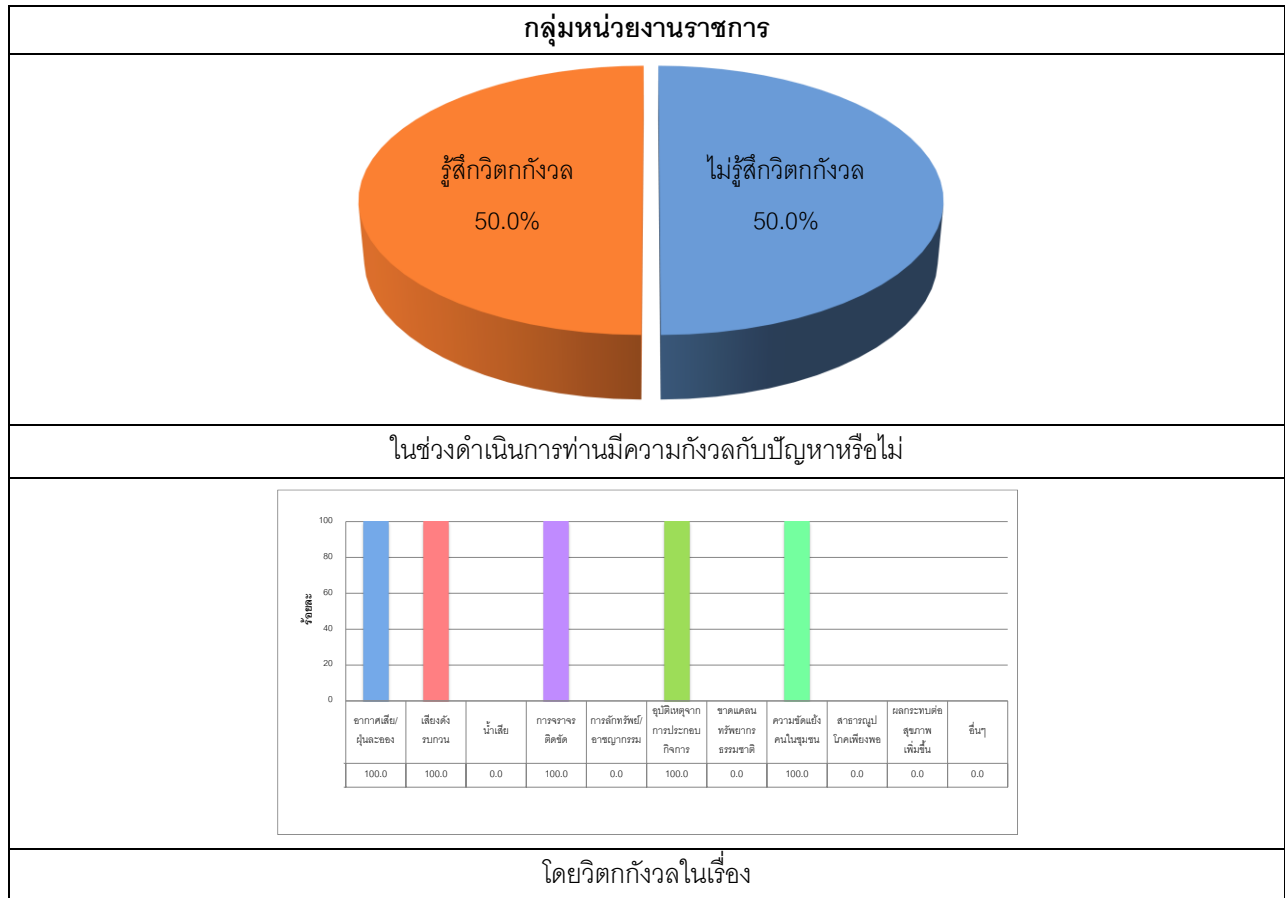 กลุ่มหน่วยงานราชการ
รู้สึกวิตกกังวล
50.0%
ไม่รู้สึกวิตกกังวล
50.0%
ในช่วงดำเนินการท่านมีความกังวลกับปัญหาหรือไม่
ร้อยละ
100
80
60
40
20
0
อากาศเสีย/
ฝุ่นละออง
เสียงดัง
รบกวน
น้ำเสีย
การจราจร
ติดขัด
การลักทรัพย์/
อาชญากรรม
อุบัติเหตุจาก
การประกอบ
กิจการ
ขาดแคลน
ทรัพยากร
ธรรมชาติ
ความขัดแย้ง
คนในชุมชน
สาธารณูป
โภคเพียงพอ
ผลกระทบต่อ
สุขภาพ
เพิ่มขึ้น
อื่นๆ
100.0 100.0 0.0 100.0 0.0 100.0 0.0 100.0 0.0 0.0 0.0
โดยวิตกกังวลในเรื่อง